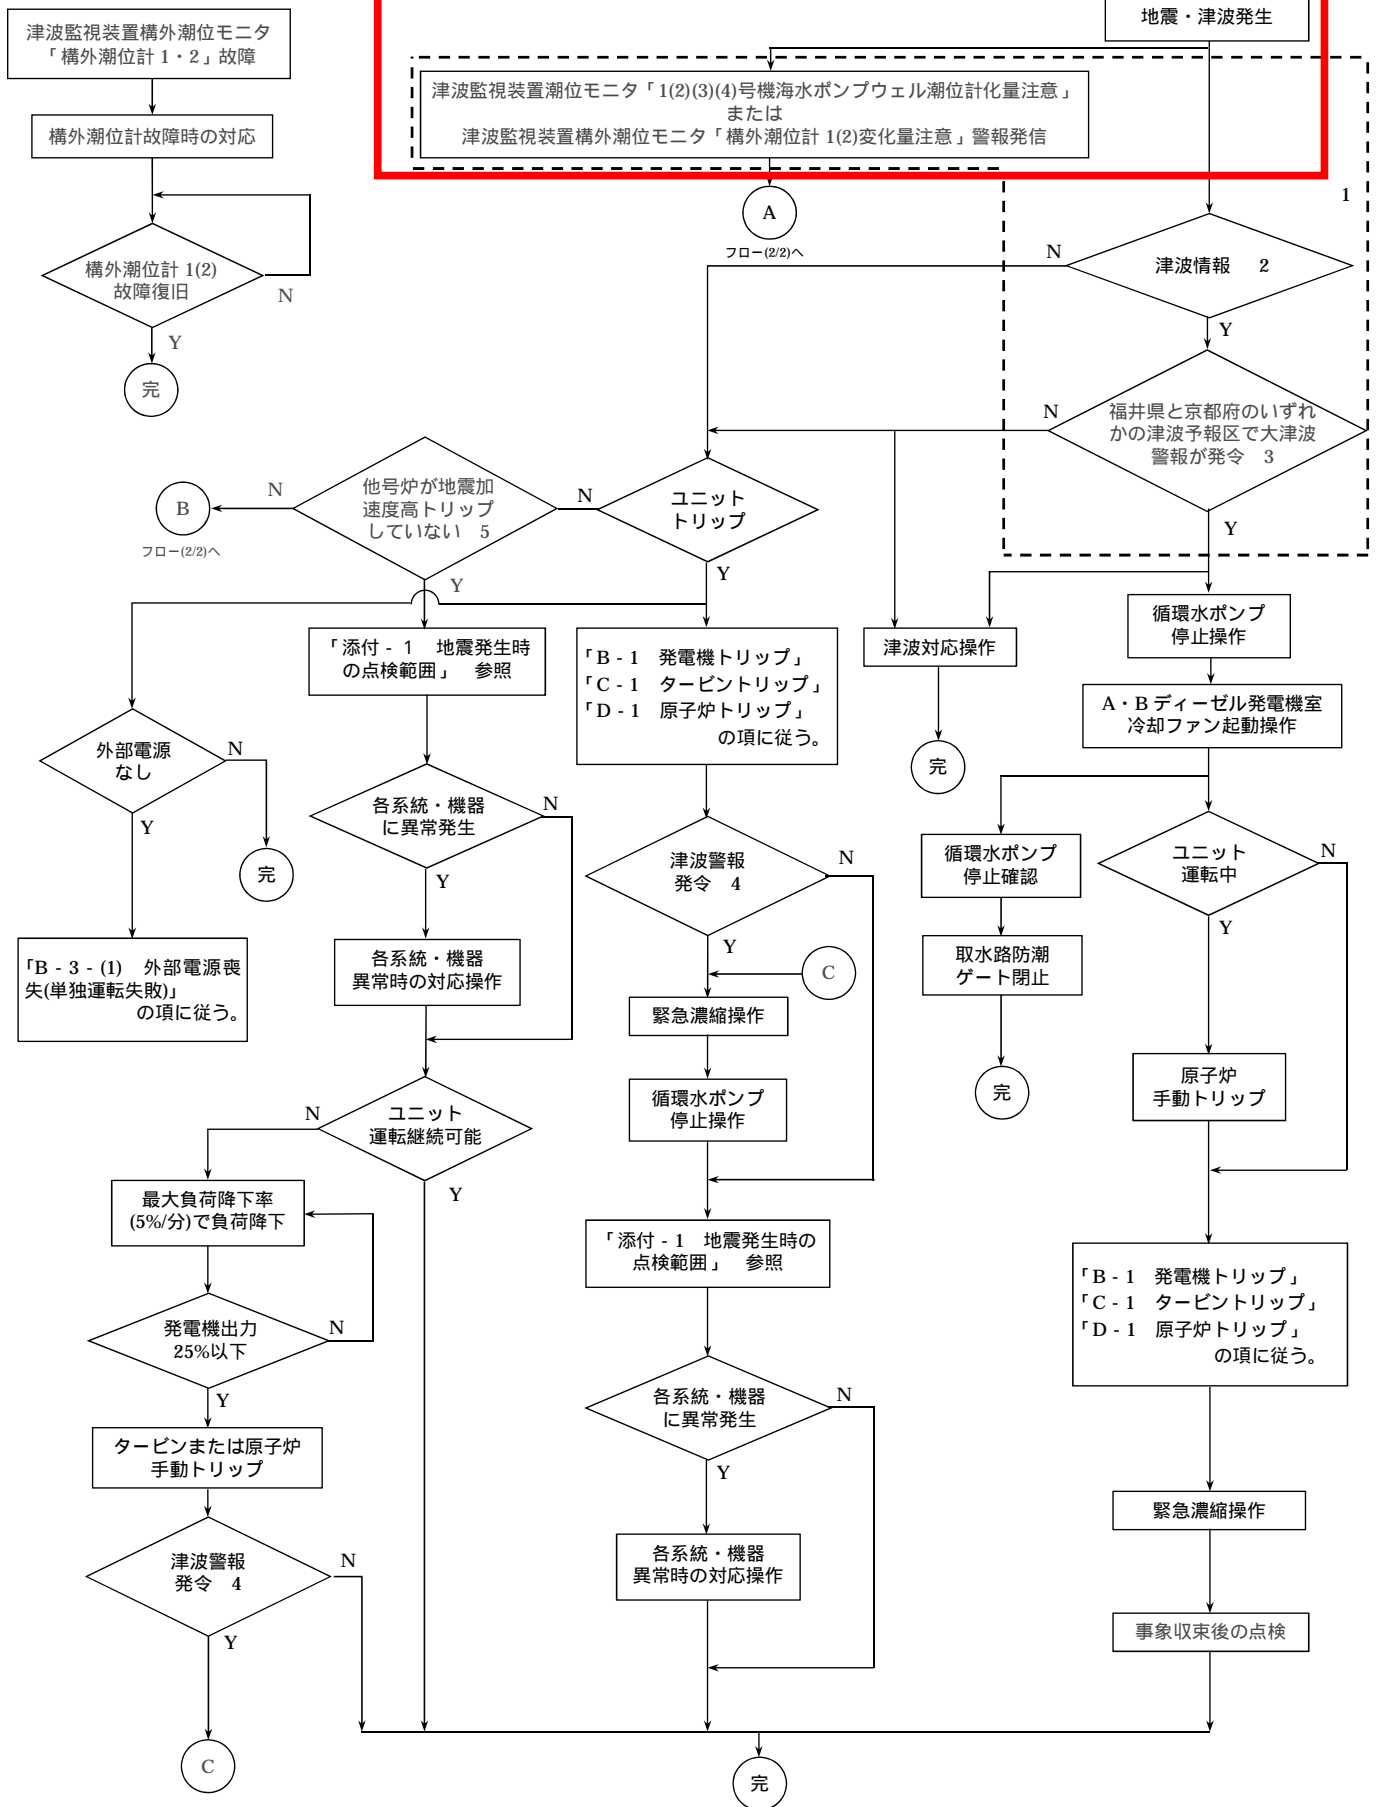 地震・津波発生
津波監視装置構外潮位モニタ
「構外潮位計 1・2」故障
津波監視装置潮位モニタ「1(2)(3)(4)号機海水ポンプウェル潮位計化量注意」
または
津波監視装置構外潮位モニタ「構外潮位計 1(2)変化量注意」警報発信
構外潮位計故障時の対応
1
A
フロー(2/2)へ
構外潮位計 1(2)
故障復旧
N
Y
完
津波情報 2
N
Y
福井県と京都府のいずれ
かの津波予報区で大津波
警報が発令 3
N
Y
ユニット
トリップ
N
Y
他号炉が地震加
速度高トリップ
していない 5
N
Y
B
フロー(2/2)へ
循環水ポンプ
停止操作
津波対応操作
完
「添付 - 1 地震発生時
の点検範囲」 参照
「B - 1 発電機トリップ」
「C - 1 タービントリップ」
「D - 1 原子炉トリップ」
の項に従う。
A・B ディーゼル発電機室
冷却ファン起動操作
外部電源
なし
N
Y
完
「B - 3 - (1) 外部電源喪
失(単独運転失敗)」
の項に従う。
各系統・機器
に異常発生
N
Y
各系統・機器
異常時の対応操作
津波警報
発令 4
N
Y
C
緊急濃縮操作
循環水ポンプ
停止操作
循環水ポンプ
停止確認
取水路防潮
ゲート閉止
完
ユニット
運転中
N
Y
原子炉
手動トリップ
ユニット
運転継続可能
N
Y
最大負荷降下率
(5%/分)で負荷降下
発電機出力
25%以下
N
Y
タービンまたは原子炉
手動トリップ
津波警報
発令 4
N
Y
C
「添付 - 1 地震発生時の
点検範囲」 参照
各系統・機器
に異常発生
N
Y
各系統・機器
異常時の対応操作
「B - 1 発電機トリップ」
「C - 1 タービントリップ」
「D - 1 原子炉トリップ」
の項に従う。
緊急濃縮操作
事象収束後の点検
完